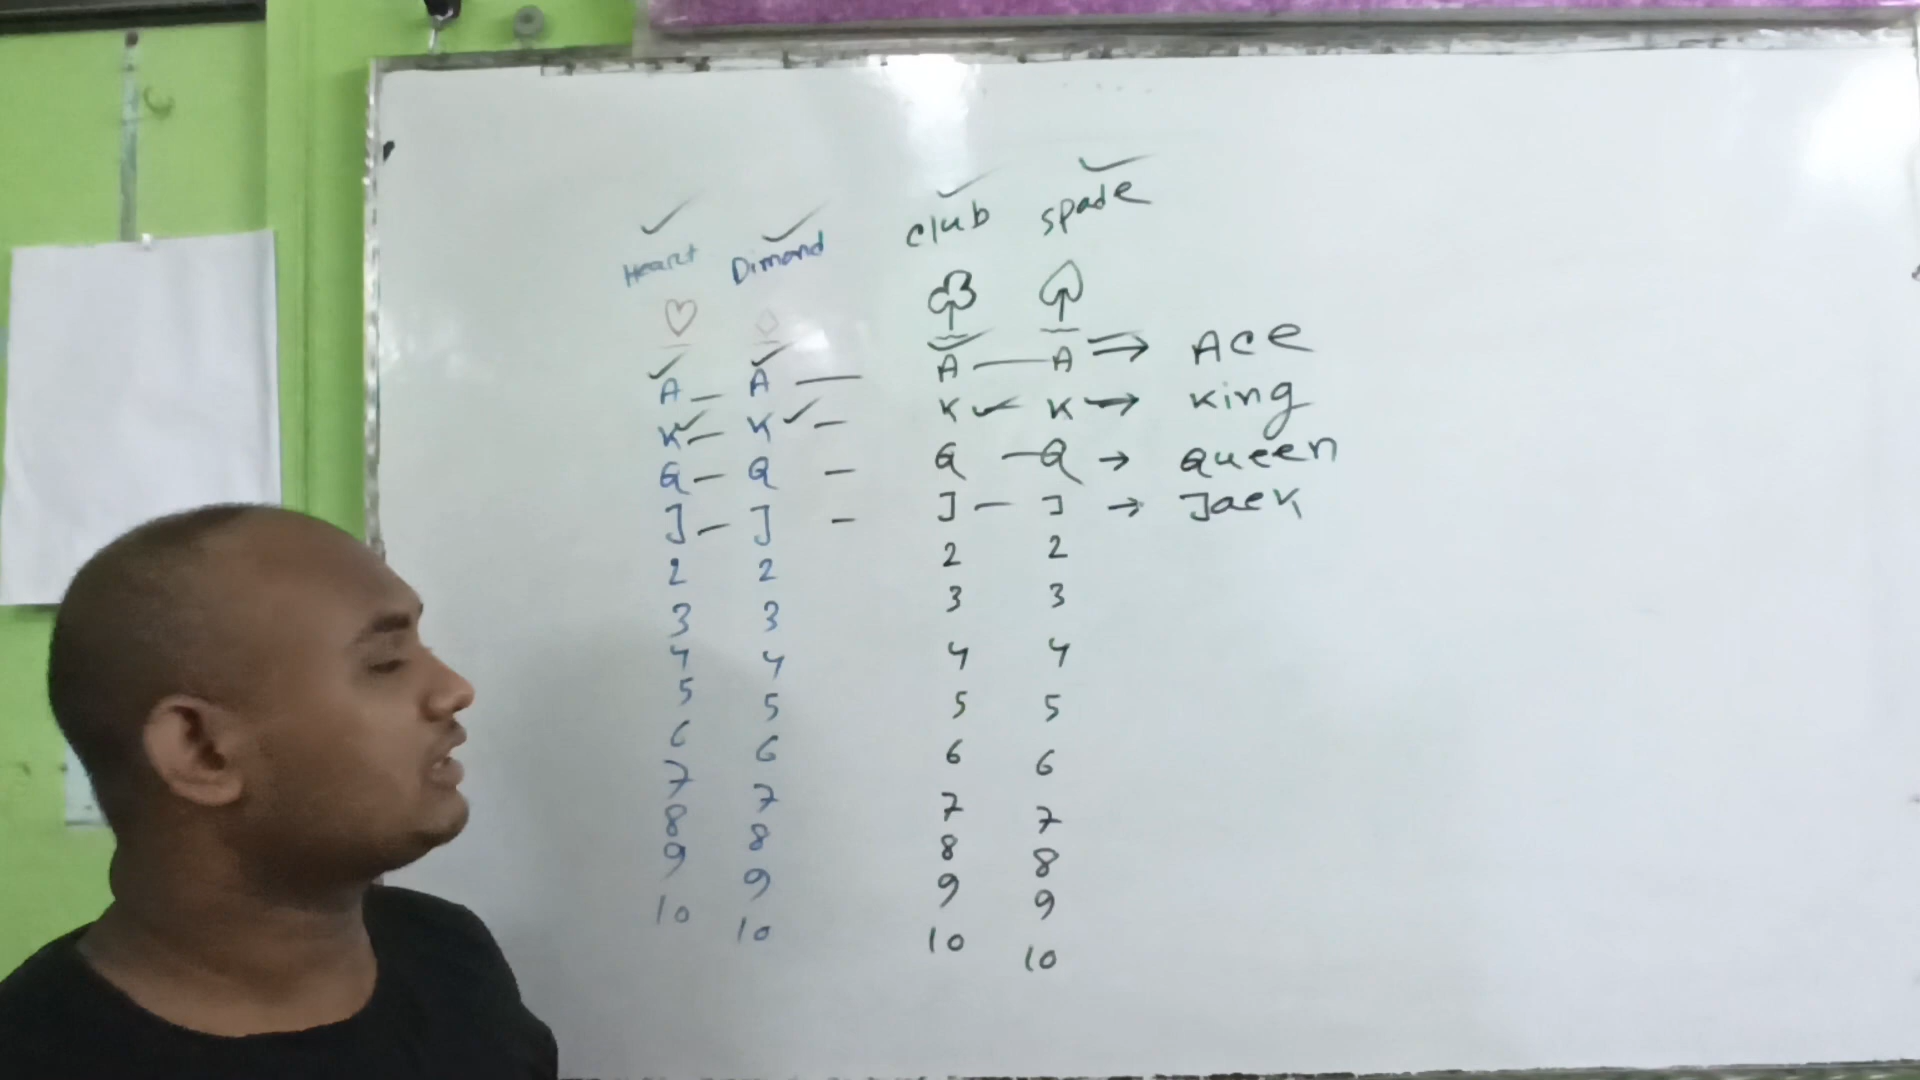 Heart Dimond club spade
A A A A Ace
K K K K King
Q Q Q Q Queen
J J J J Jack
2 2 2 2
3 3 3 3
4 4 4 4
5 5 5 5
6 6 6 6
7 7 7 7
8 8 8 8
9 9 9 9
10 10 10 10